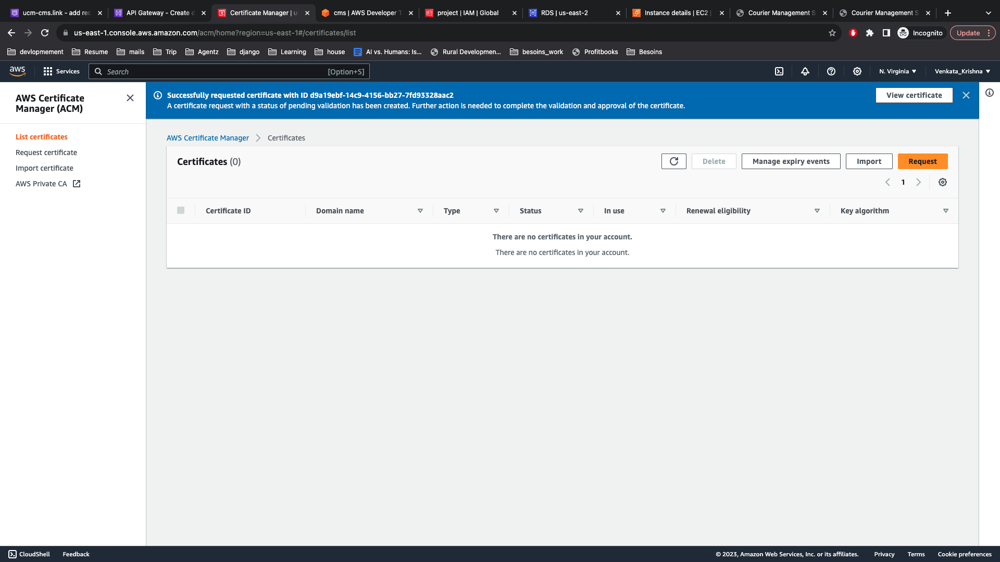 ucm-cms.link - add rec
API Gateway - Create d
Certificate Manager | us
cms | AWS Developer T
project | IAM | Global
RDS | us-east-2
Instance details | EC2 |
Courier Management S
Courier Management S
us-east-1.console.aws.amazon.com/acm/home?region=us-east-1#/certificates/list
Incognito
Update
devlopmement
Resume
mails
Trip
Agentz
django
Learning
house
AI vs. Humans: Is...
Rural Developmen...
besoins_work
Profitbooks
Besoins
aws
Services
Search
[Option+S]
N. Virginia
Venkata_Krishna
AWS Certificate
Manager (ACM)
List certificates
Request certificate
Import certificate
AWS Private CA
Successfully requested certificate with ID d9a19ebf-14c9-4156-bb27-7fd93328aac2
A certificate request with a status of pending validation has been created. Further action is needed to complete the validation and approval of the certificate.
View certificate
AWS Certificate Manager
Certificates
Certificates (0)
Delete
Manage expiry events
Import
Request
1
Certificate ID
Domain name
Type
Status
In use
Renewal eligibility
Key algorithm
There are no certificates in your account.
There are no certificates in your account.
CloudShell
Feedback
© 2023, Amazon Web Services, Inc. or its affiliates.
Privacy
Terms
Cookie preferences